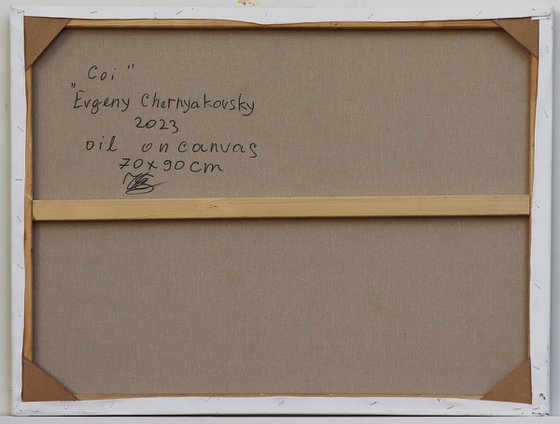 Coi"
"Evgeny Chernyakovsky
2023
oil on canvas
70x90cm